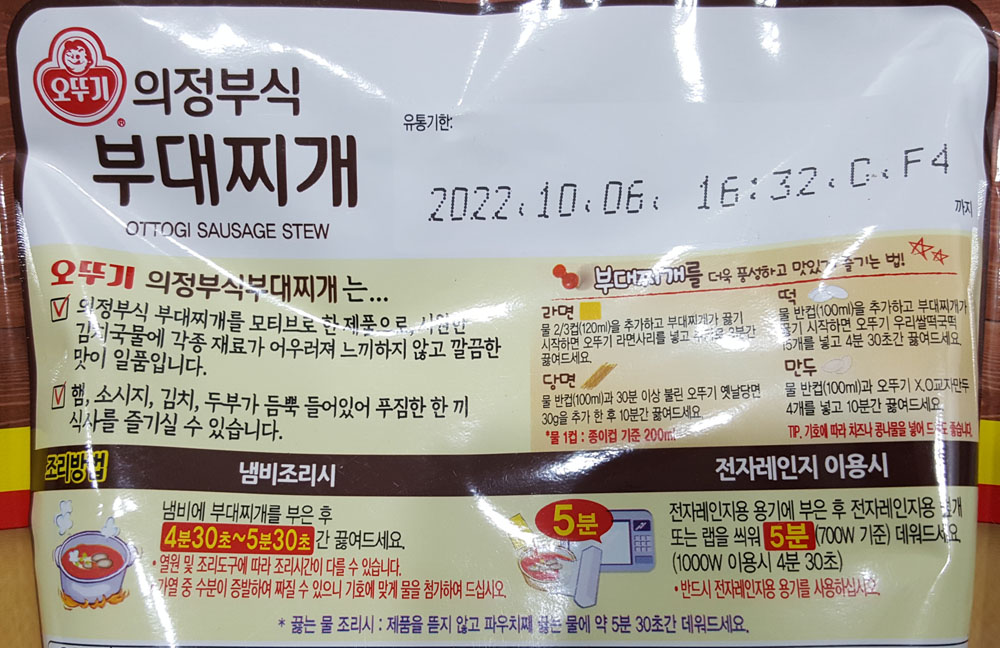 오뚜기
의정부식
부대찌개
OTTOGI SAUSAGE STEW
유통기한:
2022.10.06. 16:32.C.F4
까지
오뚜기 의정부식부대찌개 는...
의정부식 부대찌개를 모티브로 한 제품으로, 시원한
김치국물에 각종 재료가 어우러져 느끼하지 않고 깔끔한
맛이 일품입니다.
햄, 소시지, 김치, 두부가 듬뿍 들어있어 푸짐한 한 끼
식사를 즐기실 수 있습니다.
부대찌개를 더욱 풍성하고 맛있게 즐기는 법!
라면
물 2/3컵(120ml)을 추가하고 부대찌개가 끓기
시작하면 오뚜기 라면사리를 넣고 끓여드세요.
당면
물 반컵(100ml)과 30분 이상 불린 오뚜기 옛날당면
30g을 추가 한 후 10분간 끓여드세요.
*물 1컵 : 종이컵 기준 200ml
떡
물 반컵(100ml)을 추가하고 부대찌개가
끓기 시작하면 오뚜기 우리쌀떡국떡
15개를 넣고 4분 30초간 끓여드세요.
만두
물 반컵(100ml)과 오뚜기 X.O교자만두
4개를 넣고 10분간 끓여드세요.
TIP. 기호에 따라 치즈나 콩나물을 넣어 드셔도 좋습니다.
조리방법
냄비조리시
냄비에 부대찌개를 부은 후
4분30초~5분30초 간 끓여드세요.
• 열원 및 조리도구에 따라 조리시간이 다를 수 있습니다.
• 가열 중 수분이 증발하여 짜질 수 있으니 기호에 맞게 물을 첨가하여 드십시오.
전자레인지 이용시
5분
전자레인지용 용기에 부은 후 전자레인지용 덮개
또는 랩을 씌워 5분 (700W 기준) 데워드세요.
(1000W 이용시 4분 30초)
• 반드시 전자레인지용 용기를 사용하십시오.
* 끓는 물 조리시 : 제품을 뜯지 않고 파우치째 끓는 물에 약 5분 30초간 데워드세요.